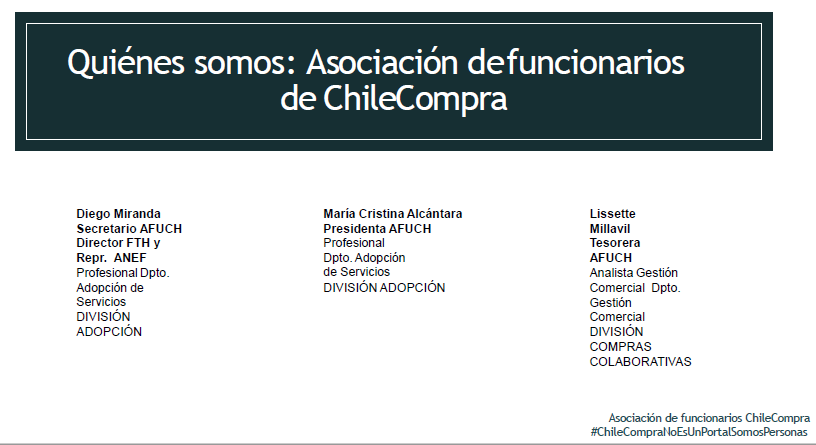 Quiénes somos: Asociación defuncionarios
de ChileCompra
Diego Miranda
Secretario AFUCH
Director FTH y
Repr. ANEF
Profesional Dpto.
Adopción de
Servicios
DIVISIÓN
ADOPCIÓN
María Cristina Alcántara
Presidenta AFUCH
Profesional
Dpto. Adopción
de Servicios
DIVISIÓN ADOPCIÓN
Lissette
Millavil
Tesorera
AFUCH
Analista Gestión
Comercial Dpto.
Gestión
Comercial
DIVISIÓN
COMPRAS
COLABORATIVAS
Asociación de funcionarios ChileCompra
#ChileCompraNoEsUnPortalSomosPersonas